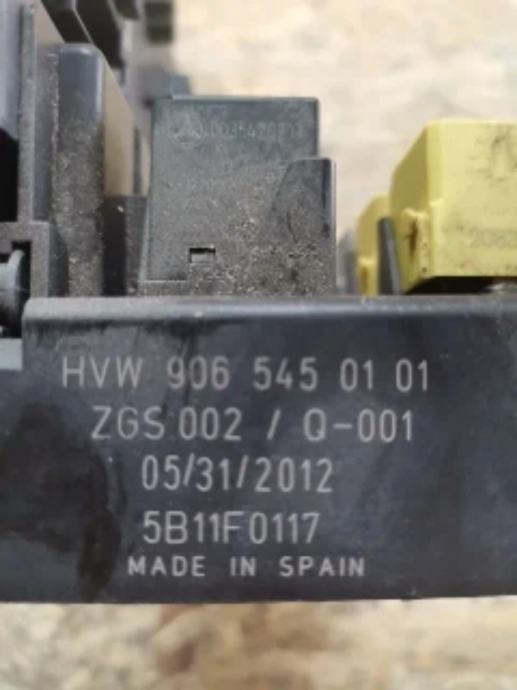 HVW 906 545 01 01
ZGS 002 / Q-001
05/31/2012
5B11F0117
MADE IN SPAIN